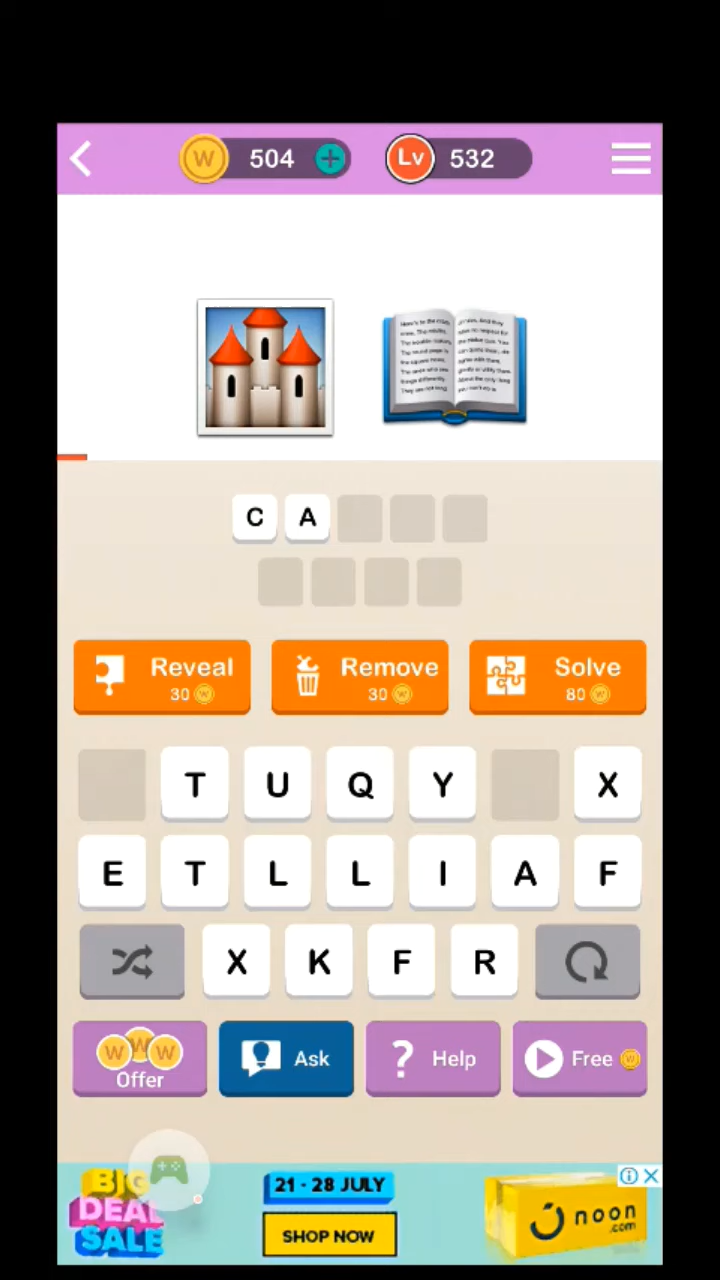 W 504 Lv 532
C A
Reveal
30 W
Remove
30 W
Solve
80 W
T U Q Y X
E T L L I A F
X K F R
W W W
Offer
Ask
? Help
Free W
BIG
DEAL
SALE
21 - 28 JULY
SHOP NOW
noon
.com